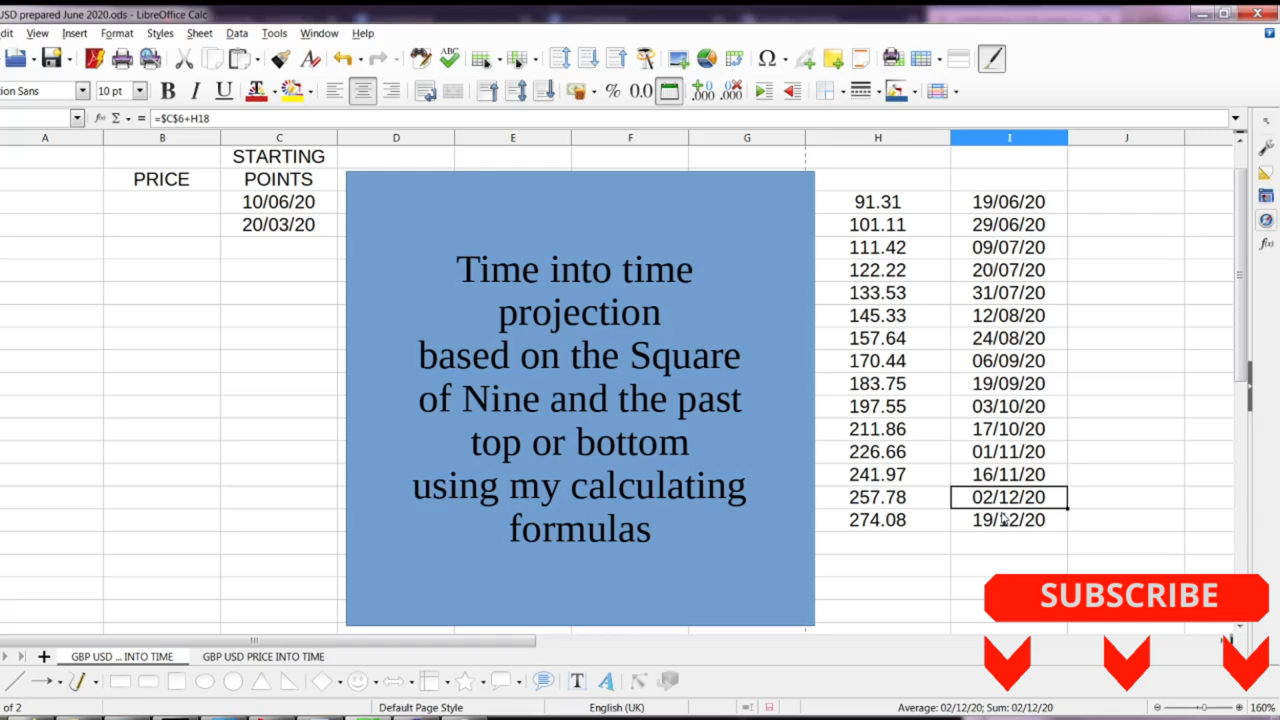 USD prepared June 2020.ods - LibreOffice Calc
dit View Insert Format Styles Sheet Data Tools Window Help
ion Sans 10 pt
=$C$6+H18
A B C D E F G H I J
STARTING
PRICE POINTS
10/06/20 91.31 19/06/20
20/03/20 101.11 29/06/20
111.42 09/07/20
122.22 20/07/20
133.53 31/07/20
145.33 12/08/20
157.64 24/08/20
170.44 06/09/20
183.75 19/09/20
197.55 03/10/20
211.86 17/10/20
226.66 01/11/20
241.97 16/11/20
257.78 02/12/20
274.08 19/12/20
Time into time
projection
based on the Square
of Nine and the past
top or bottom
using my calculating
formulas
SUBSCRIBE
GBP USD ... INTO TIME GBP USD PRICE INTO TIME
of 2 Default Page Style English (UK) Average: 02/12/20; Sum: 02/12/20 160%